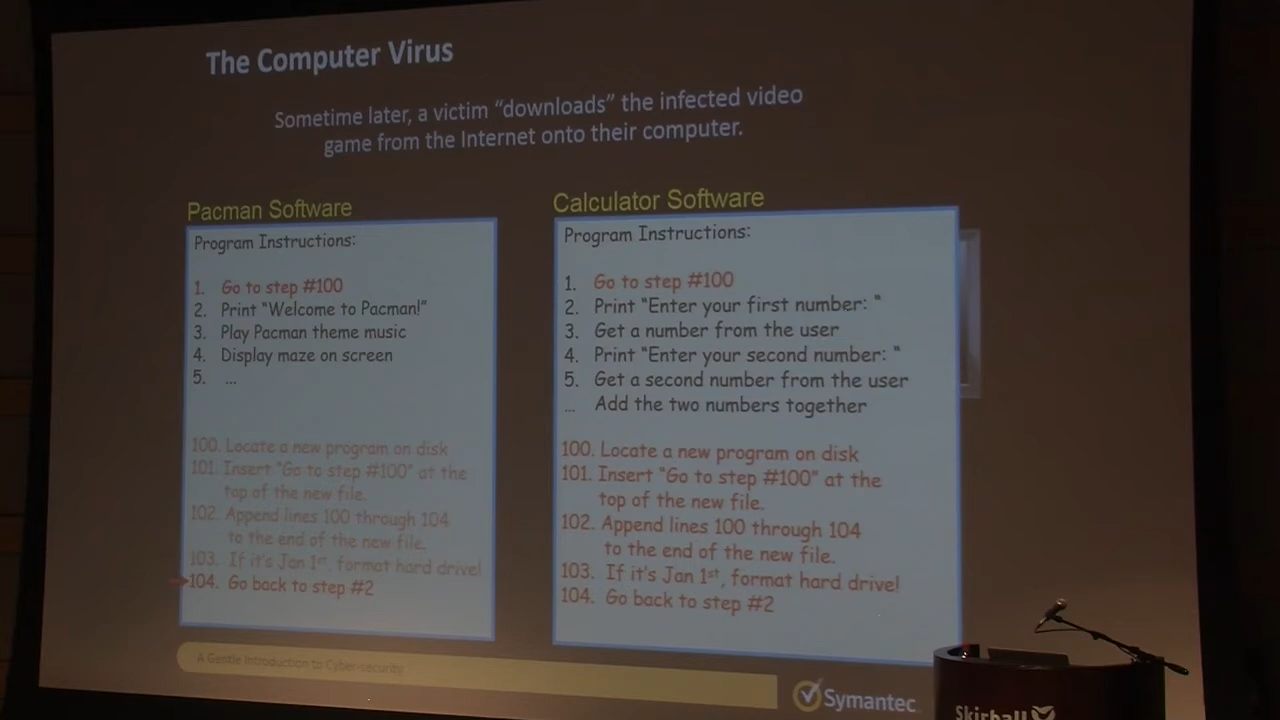 The Computer Virus
Sometime later, a victim “downloads” the infected video
game from the Internet onto their computer.
Pacman Software
Program Instructions:
1. Go to step #100
2. Print “Welcome to Pacman!”
3. Play Pacman theme music
4. Display maze on screen
5. ...
100. Locate a new program on disk
101. Insert “Go to step #100” at the
top of the new file.
102. Append lines 100 through 104
to the end of the new file.
103. If it's Jan 1st, format hard drive!
104. Go back to step #2
Calculator Software
Program Instructions:
1. Go to step #100
2. Print “Enter your first number: “
3. Get a number from the user
4. Print “Enter your second number: “
5. Get a second number from the user
... Add the two numbers together
100. Locate a new program on disk
101. Insert “Go to step #100” at the
top of the new file.
102. Append lines 100 through 104
to the end of the new file.
103. If it's Jan 1st, format hard drive!
104. Go back to step #2
A Gentle Introduction to Cyber-security
Symantec
Skirball